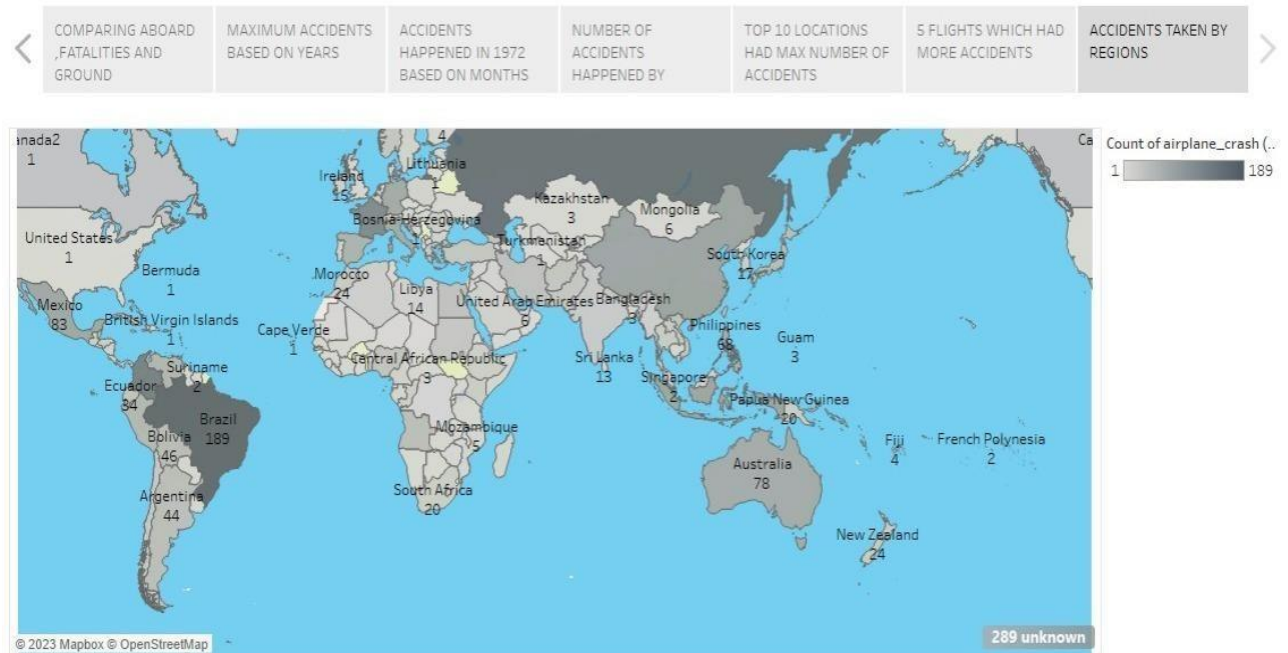 COMPARING ABOARD
,FATALITIES AND
GROUND
MAXIMUM ACCIDENTS
BASED ON YEARS
ACCIDENTS
HAPPENED IN 1972
BASED ON MONTHS
NUMBER OF
ACCIDENTS
HAPPENED BY
TOP 10 LOCATIONS
HAD MAX NUMBER OF
ACCIDENTS
5 FLIGHTS WHICH HAD
MORE ACCIDENTS
ACCIDENTS TAKEN BY
REGIONS
Count of airplane_crash (..
1
189
anada2
1
4
Ca
Lithuania
1
Ireland
15
Kazakhstan
3
Mongolia
6
Bosnia-Herzegovina
1
United States
1
Turkmenistan
1
South Korea
17
Bermuda
1
Morocco
24
Libya
14
United Arab Emirates
6
Bangladesh
3
Mexico
83
British Virgin Islands
1
Cape Verde
1
Philippines
68
Guam
3
Central African Republic
3
Sri Lanka
13
Suriname
2
Singapore
2
Ecuador
34
Papua New Guinea
20
Brazil
189
Mozambique
5
Bolivia
46
Fiji
4
French Polynesia
2
Australia
78
Argentina
44
South Africa
20
New Zealand
24
289 unknown
© 2023 Mapbox © OpenStreetMap